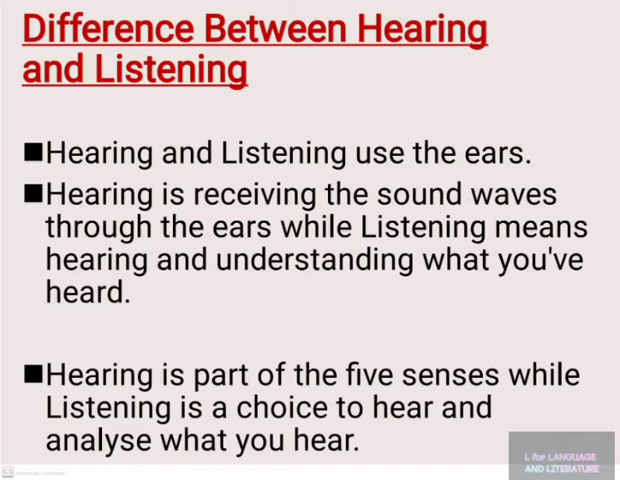 Difference Between Hearing
and Listening
■Hearing and Listening use the ears.
■Hearing is receiving the sound waves
through the ears while Listening means
hearing and understanding what you've
heard.
■Hearing is part of the five senses while
Listening is a choice to hear and
analyse what you hear.
L for LANGUAGE
AND LITERATURE
CS